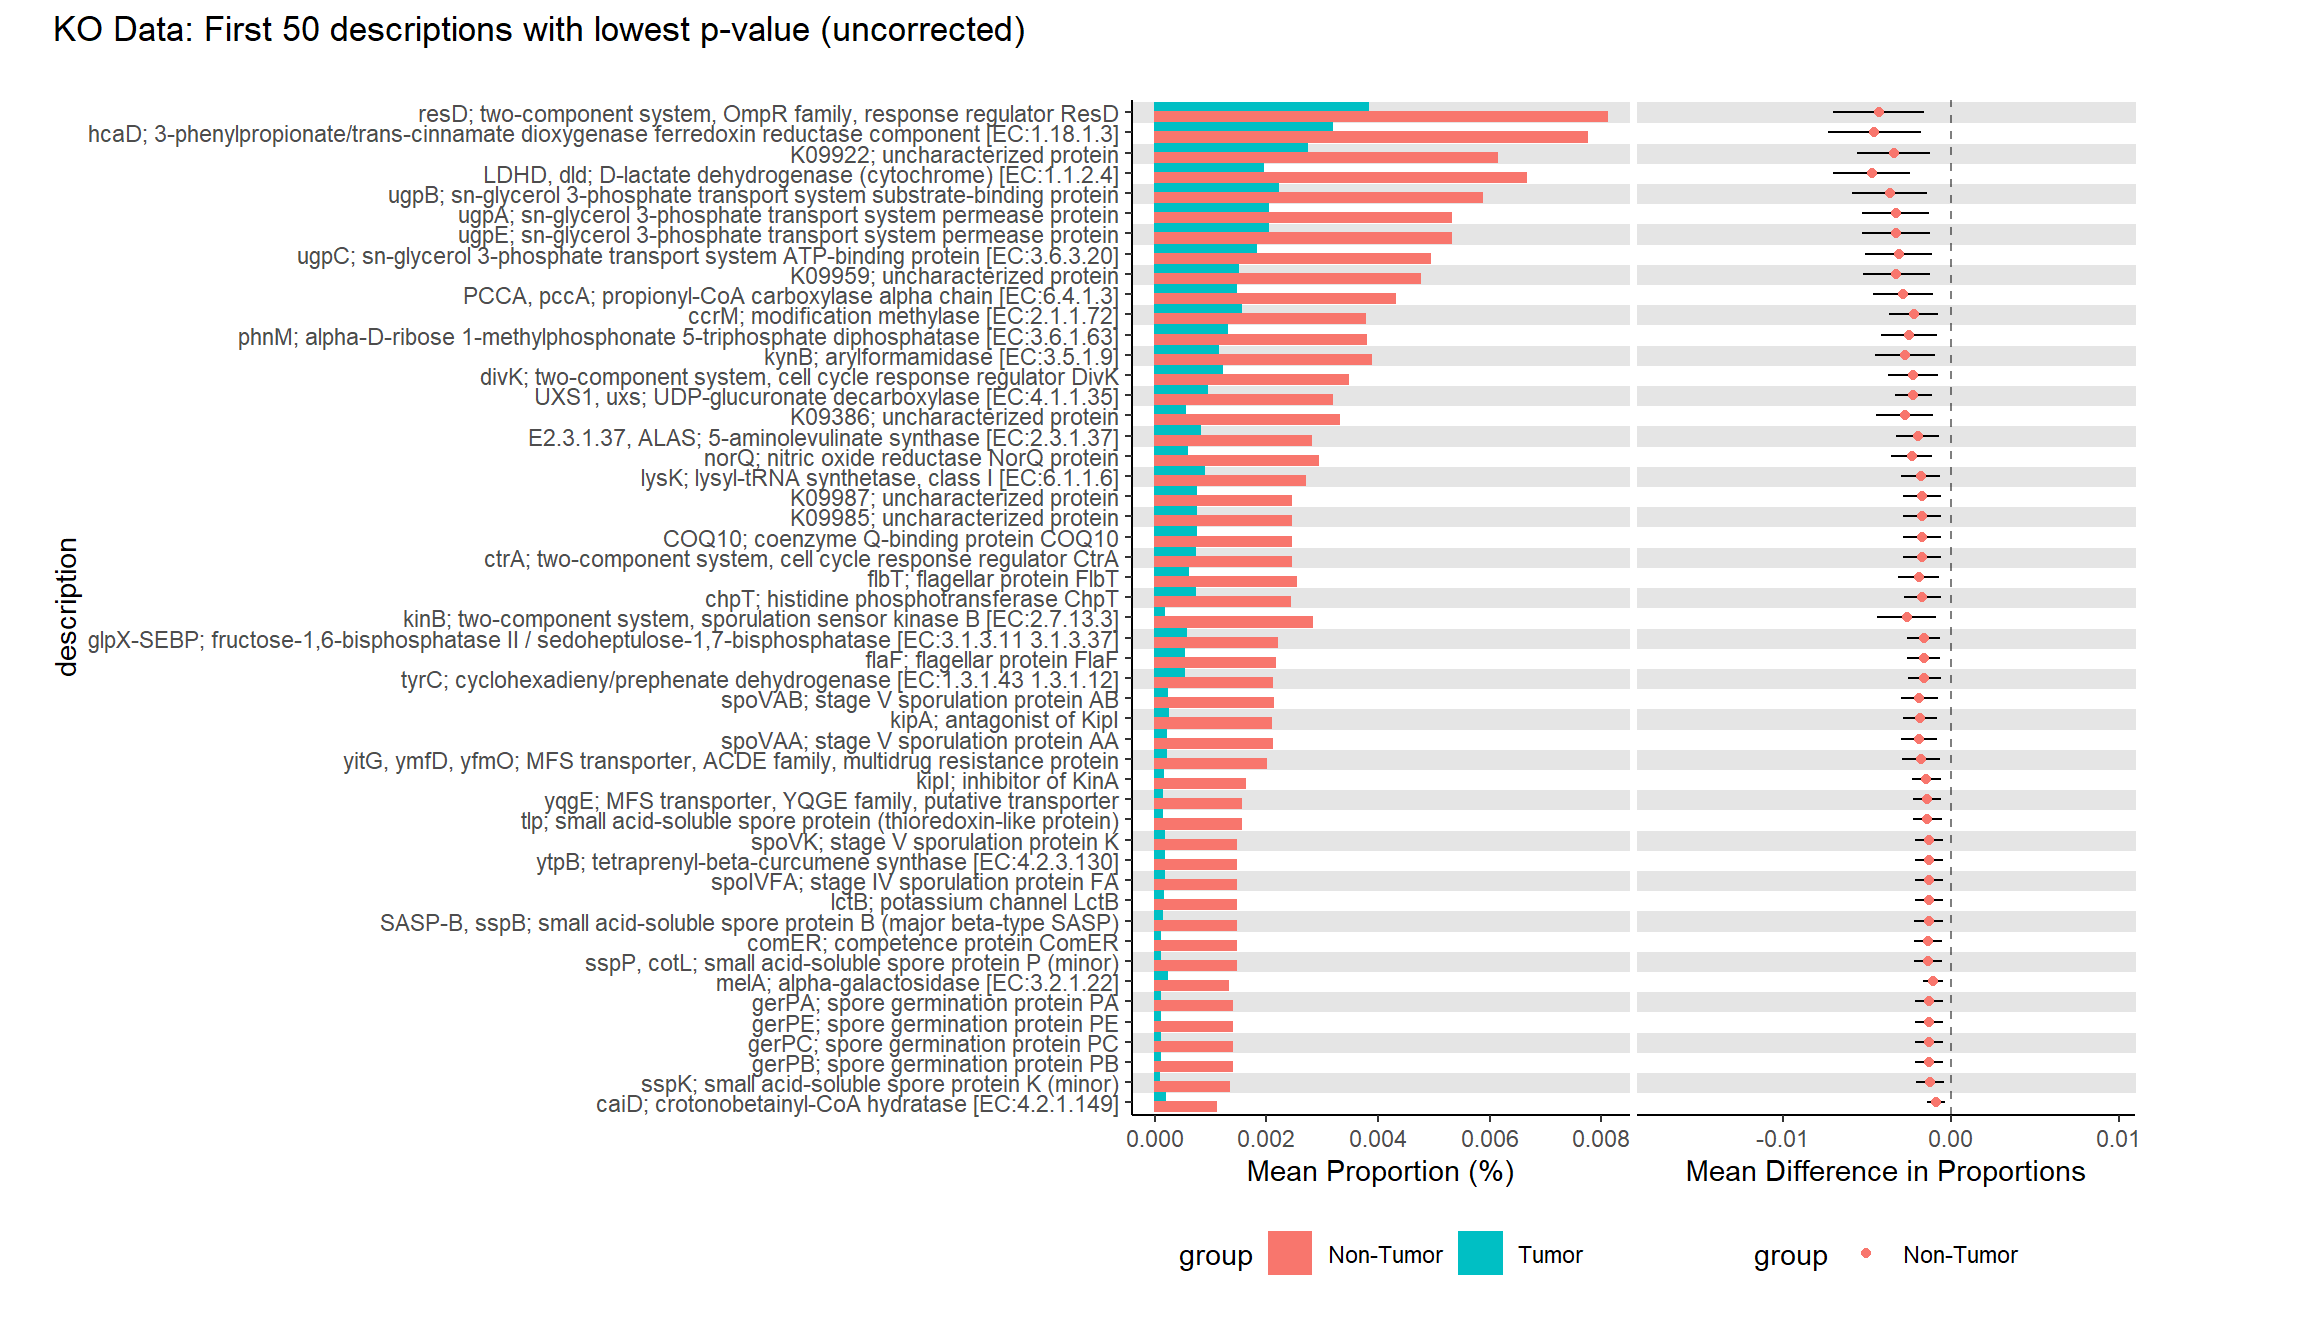 KO Data: First 50 descriptions with lowest p-value (uncorrected)
description
resD; two-component system, OmpR family, response regulator ResD
hcaD; 3-phenylpropionate/trans-cinnamate dioxygenase ferredoxin reductase component [EC:1.18.1.3]
K09922; uncharacterized protein
LDHD, dld; D-lactate dehydrogenase (cytochrome) [EC:1.1.2.4]
ugpB; sn-glycerol 3-phosphate transport system substrate-binding protein
ugpA; sn-glycerol 3-phosphate transport system permease protein
ugpE; sn-glycerol 3-phosphate transport system permease protein
ugpC; sn-glycerol 3-phosphate transport system ATP-binding protein [EC:3.6.3.20]
K09959; uncharacterized protein
PCCA, pccA; propionyl-CoA carboxylase alpha chain [EC:6.4.1.3]
ccrM; modification methylase [EC:2.1.1.72]
phnM; alpha-D-ribose 1-methylphosphonate 5-triphosphate diphosphatase [EC:3.6.1.63]
kynB; arylformamidase [EC:3.5.1.9]
divK; two-component system, cell cycle response regulator DivK
UXS1, uxs; UDP-glucuronate decarboxylase [EC:4.1.1.35]
K09386; uncharacterized protein
E2.3.1.37, ALAS; 5-aminolevulinate synthase [EC:2.3.1.37]
norQ; nitric oxide reductase NorQ protein
lysK; lysyl-tRNA synthetase, class I [EC:6.1.1.6]
K09987; uncharacterized protein
K09985; uncharacterized protein
COQ10; coenzyme Q-binding protein COQ10
ctrA; two-component system, cell cycle response regulator CtrA
flbT; flagellar protein FlbT
chpT; histidine phosphotransferase ChpT
kinB; two-component system, sporulation sensor kinase B [EC:2.7.13.3]
glpX-SEBP; fructose-1,6-bisphosphatase II / sedoheptulose-1,7-bisphosphatase [EC:3.1.3.11 3.1.3.37]
flaF; flagellar protein FlaF
tyrC; cyclohexadieny/prephenate dehydrogenase [EC:1.3.1.43 1.3.1.12]
spoVAB; stage V sporulation protein AB
kipA; antagonist of KipI
spoVAA; stage V sporulation protein AA
yitG, ymfD, yfmO; MFS transporter, ACDE family, multidrug resistance protein
kipI; inhibitor of KinA
yqgE; MFS transporter, YQGE family, putative transporter
tlp; small acid-soluble spore protein (thioredoxin-like protein)
spoVK; stage V sporulation protein K
ytpB; tetraprenyl-beta-curcumene synthase [EC:4.2.3.130]
spoIVFA; stage IV sporulation protein FA
lctB; potassium channel LctB
SASP-B, sspB; small acid-soluble spore protein B (major beta-type SASP)
comER; competence protein ComER
sspP, cotL; small acid-soluble spore protein P (minor)
melA; alpha-galactosidase [EC:3.2.1.22]
gerPA; spore germination protein PA
gerPE; spore germination protein PE
gerPC; spore germination protein PC
gerPB; spore germination protein PB
sspK; small acid-soluble spore protein K (minor)
caiD; crotonobetainyl-CoA hydratase [EC:4.2.1.149]
0.000 0.002 0.004 0.006 0.008
Mean Proportion (%)
-0.01 0.00 0.01
Mean Difference in Proportions
group Non-Tumor Tumor
group Non-Tumor